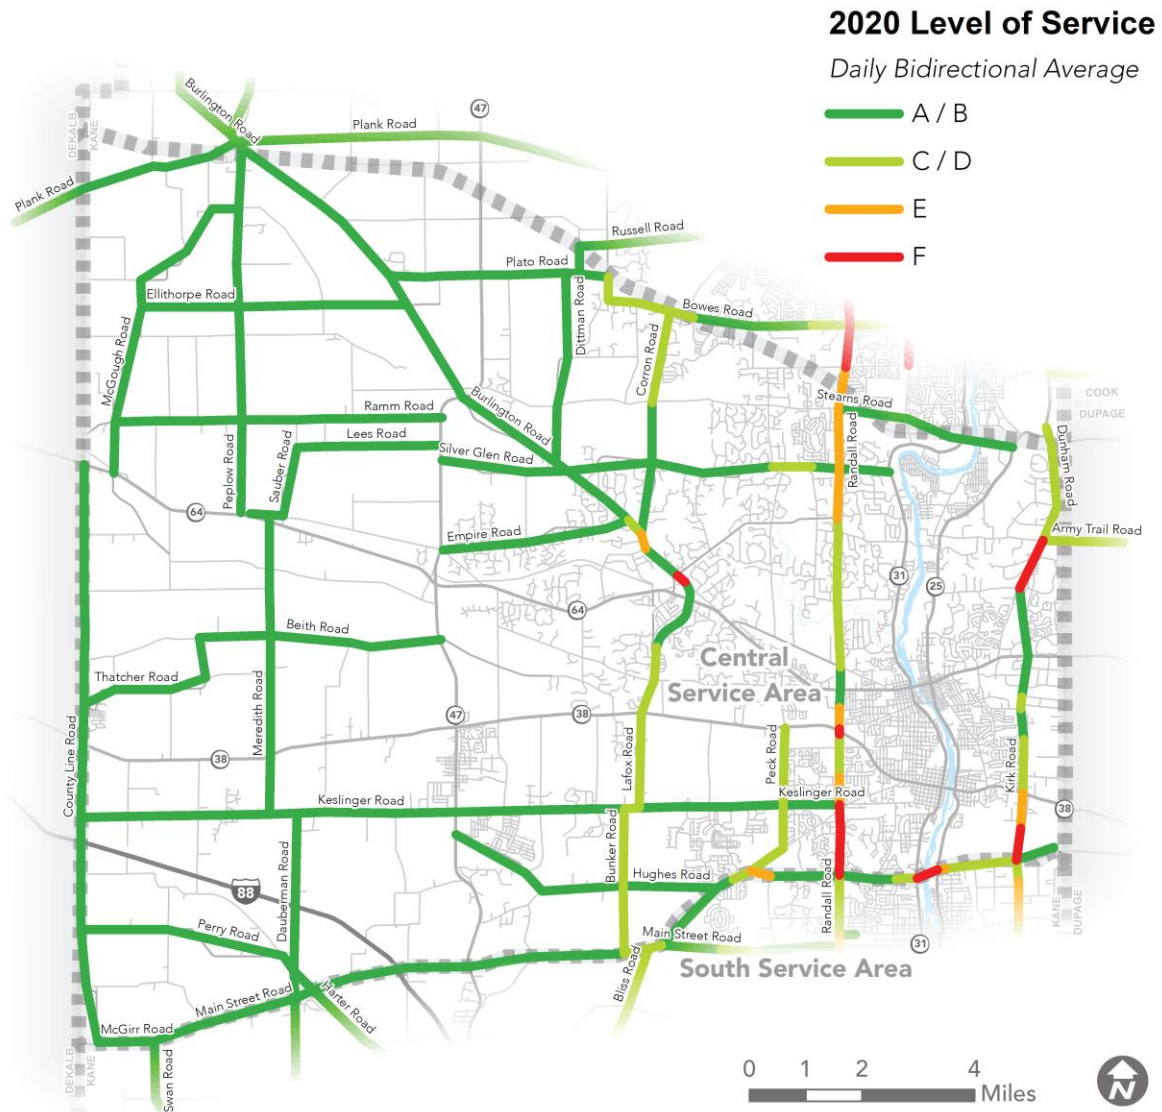 2020 Level of Service
Daily Bidirectional Average
A / B
C / D
E
F
Burlington Road
47
Plank Road
DEKALB
KANE
Plank Road
Russell Road
Plato Road
Ellithorpe Road
Dittman Road
Bowes Road
McGough Road
Corron Road
Stearns Road
COOK
DUPAGE
Ramm Road
Burlington Road
Randall Road
Dunham Road
Lees Road
Silver Glen Road
Peplow Road
Sauber Road
64
Empire Road
Army Trail Road
31
25
64
Beith Road
Central
Service Area
Thatcher Road
Meredith Road
47
38
County Line Road
38
Lafox Road
Peck Road
Kirk Road
Keslinger Road
Keslinger Road
38
Bunker Road
Dauberman Road
88
Hughes Road
Randall Road
KANE
DUPAGE
Perry Road
Main Street Road
31
South Service Area
Bliss Road
Main Street Road
Harter Road
McGirr Road
DEKALB
KANE
Swan Road
0 1 2 4
Miles
N